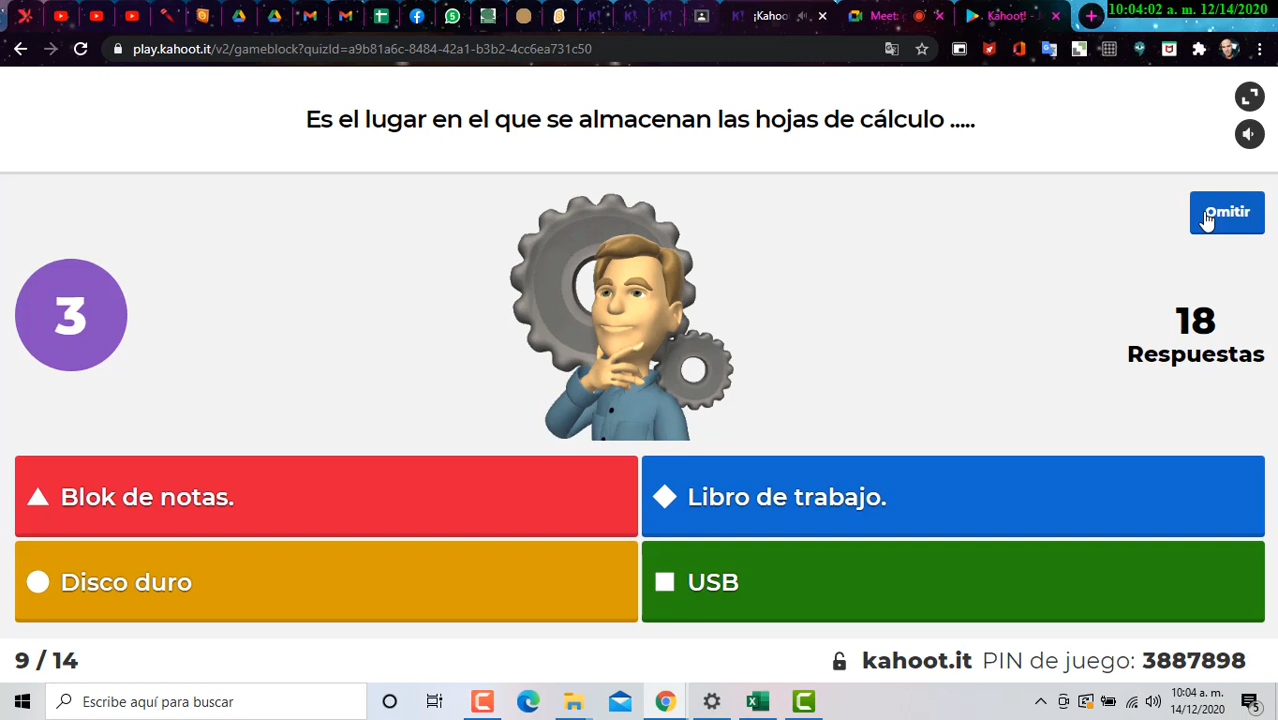 10:04:02 a. m. 12/14/2020
¡Kahoo
Meet:
Kahoot! -
play.kahoot.it/v2/gameblock?quizId=a9b81a6c-8484-42a1-b3b2-4cc6ea731c50
Es el lugar en el que se almacenan las hojas de cálculo .....
Omitir
3
18
Respuestas
Blok de notas.
Libro de trabajo.
Disco duro
USB
9 / 14
kahoot.it PIN de juego: 3887898
Escribe aquí para buscar
10:04 a. m.
14/12/2020
5